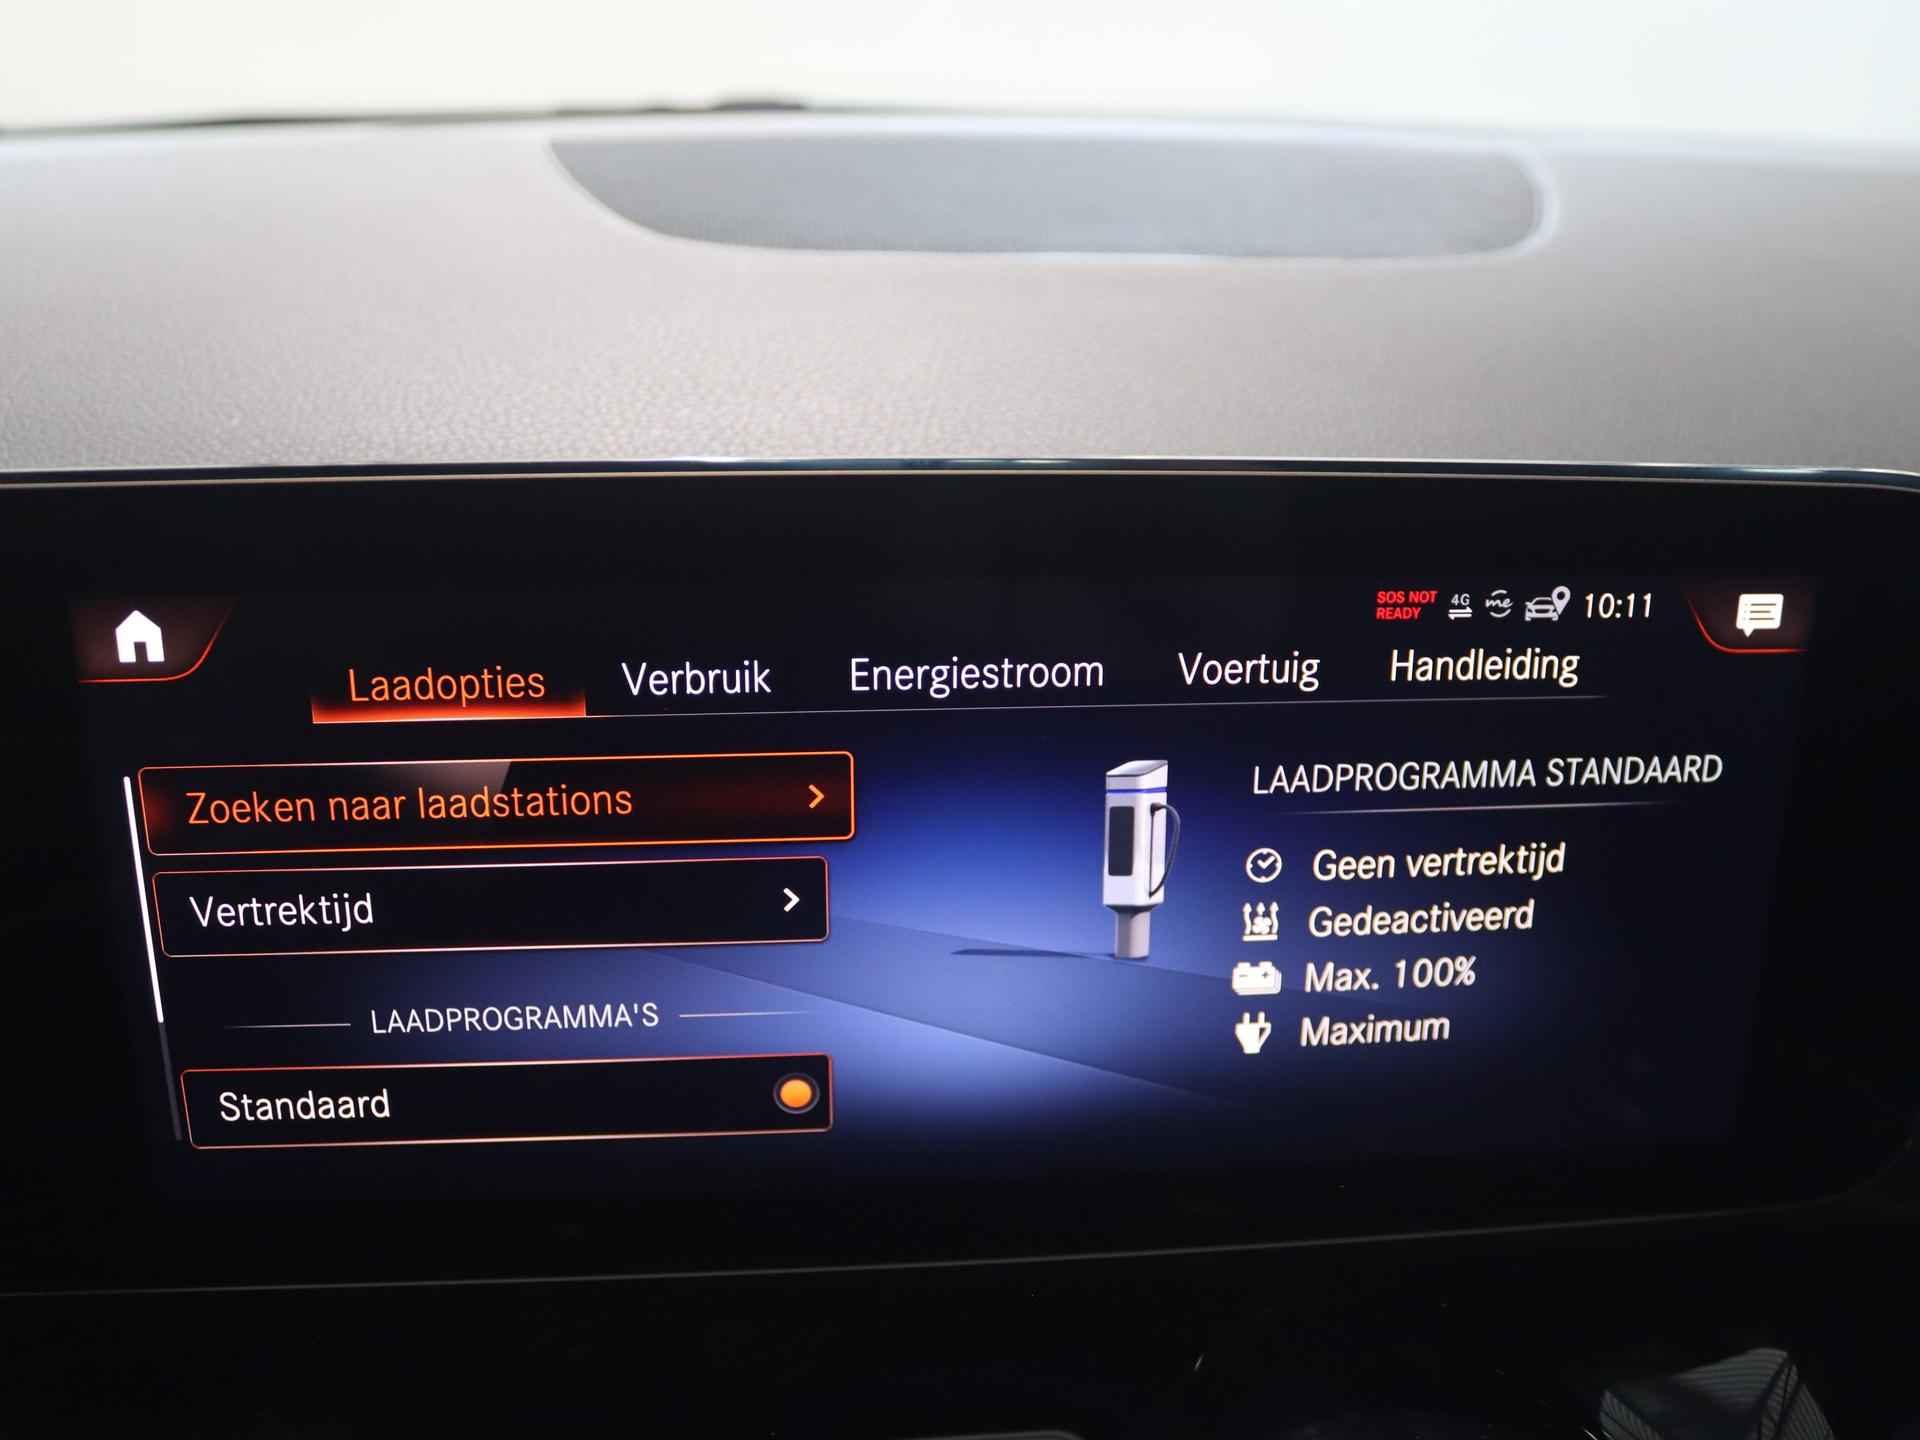 SOS NOT
READY
4G
me
10:11
Laadopties Verbruik Energiestroom Voertuig Handleiding
Zoeken naar laadstations
Vertrektijd
LAADPROGRAMMA'S
Standaard
LAADPROGRAMMA STANDAARD
Geen vertrektijd
Gedeactiveerd
Max. 100%
Maximum